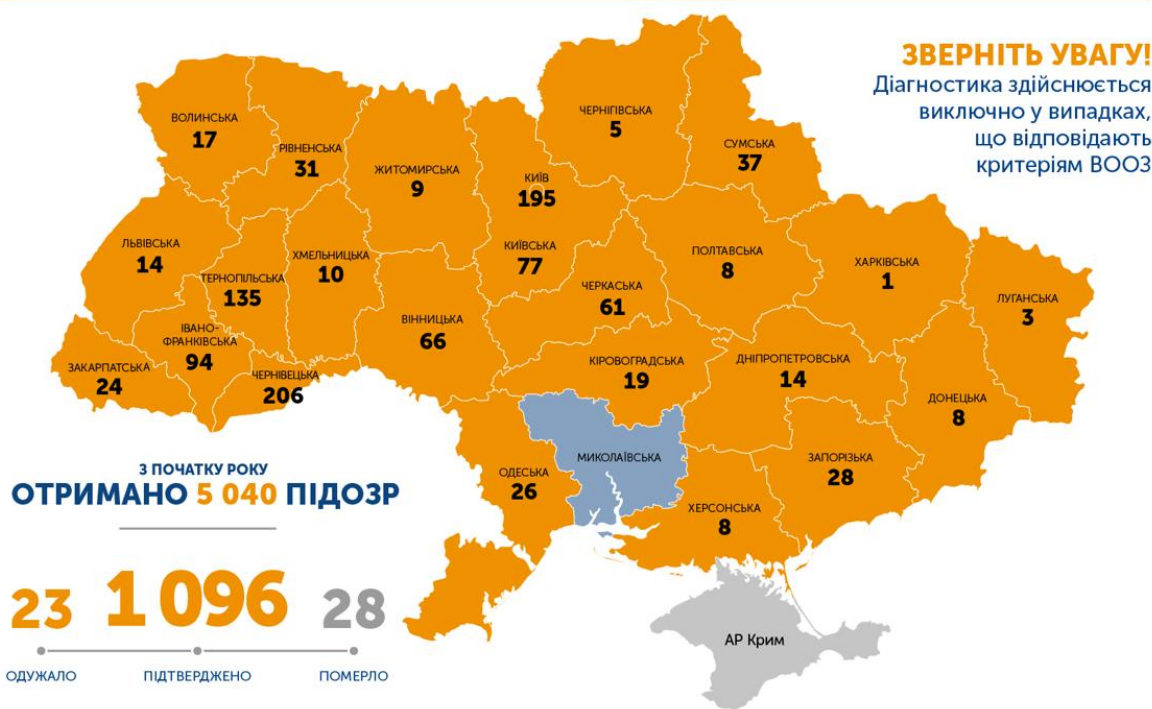 ЗВЕРНІТЬ УВАГУ!
Діагностика здійснюється
виключно у випадках,
що відповідають
критеріям ВООЗ
ВОЛИНСЬКА
17
РІВНЕНСЬКА
31
ЖИТОМИРСЬКА
9
КИЇВ
195
КИЇВСЬКА
77
ЧЕРНІГІВСЬКА
5
СУМСЬКА
37
ЛЬВІВСЬКА
14
ТЕРНОПІЛЬСЬКА
135
ХМЕЛЬНИЦЬКА
10
ВІННИЦЬКА
66
ЧЕРКАСЬКА
61
ПОЛТАВСЬКА
8
ХАРКІВСЬКА
1
ЛУГАНСЬКА
3
ЗАКАРПАТСЬКА
24
ІВАНО-
ФРАНКІВСЬКА
94
ЧЕРНІВЕЦЬКА
206
КІРОВОГРАДСЬКА
19
ДНІПРОПЕТРОВСЬКА
14
ДОНЕЦЬКА
8
ОДЕСЬКА
26
МИКОЛАЇВСЬКА
ЗАПОРІЗЬКА
28
ХЕРСОНСЬКА
8
АР Крим
З ПОЧАТКУ РОКУ
ОТРИМАНО 5 040 ПІДОЗР
23 1 096 28
ОДУЖАЛО ПІДТВЕРДЖЕНО ПОМЕРЛО